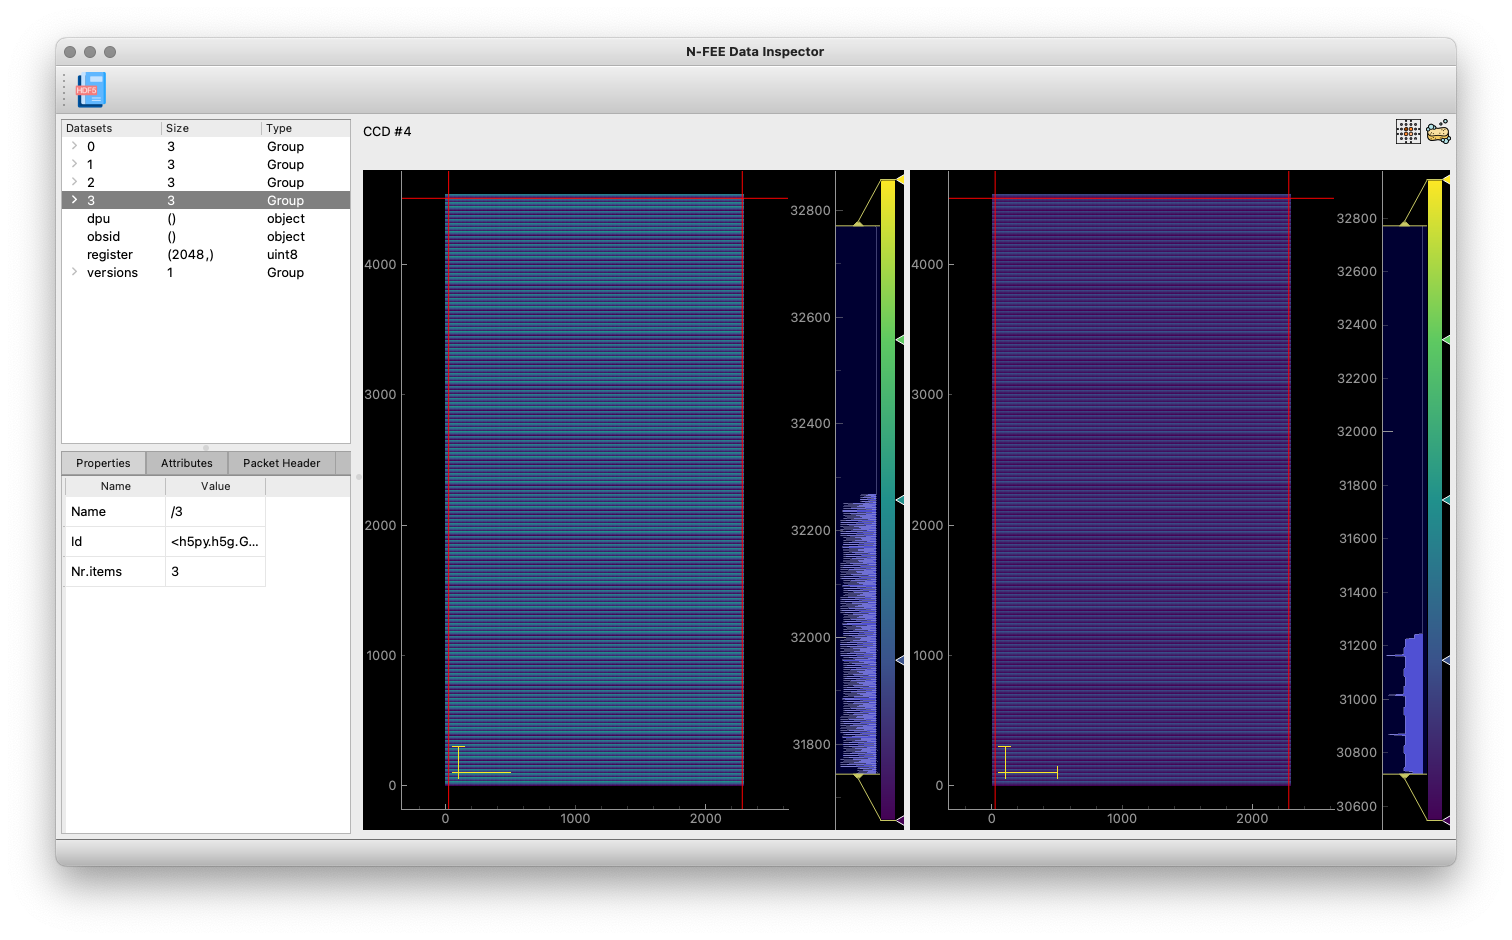 N-FEE Data Inspector
HDF5
Datasets Size Type
0 3 Group
1 3 Group
2 3 Group
3 3 Group
dpu () object
obsid () object
register (2048,) uint8
versions 1 Group
Properties Attributes Packet Header
Name Value
Name /3
Id <h5py.h5g.G...
Nr.items 3
CCD #4
4000
3000
2000
1000
0
0 1000 2000
32800
32600
32400
32200
32000
31800
4000
3000
2000
1000
0
0 1000 2000
32800
32600
32400
32200
32000
31800
31600
31400
31200
31000
30800
30600